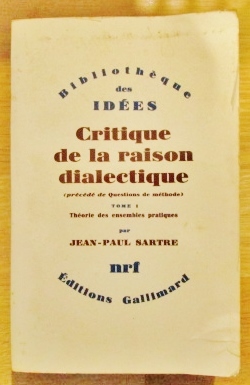 Bibliothèque
des
IDÉES
Critique
de la raison
dialectique
(précédé de Questions de méthode)
TOME I
Théorie des ensembles pratiques
par
JEAN-PAUL SARTRE
nrf
Éditions Gallimard